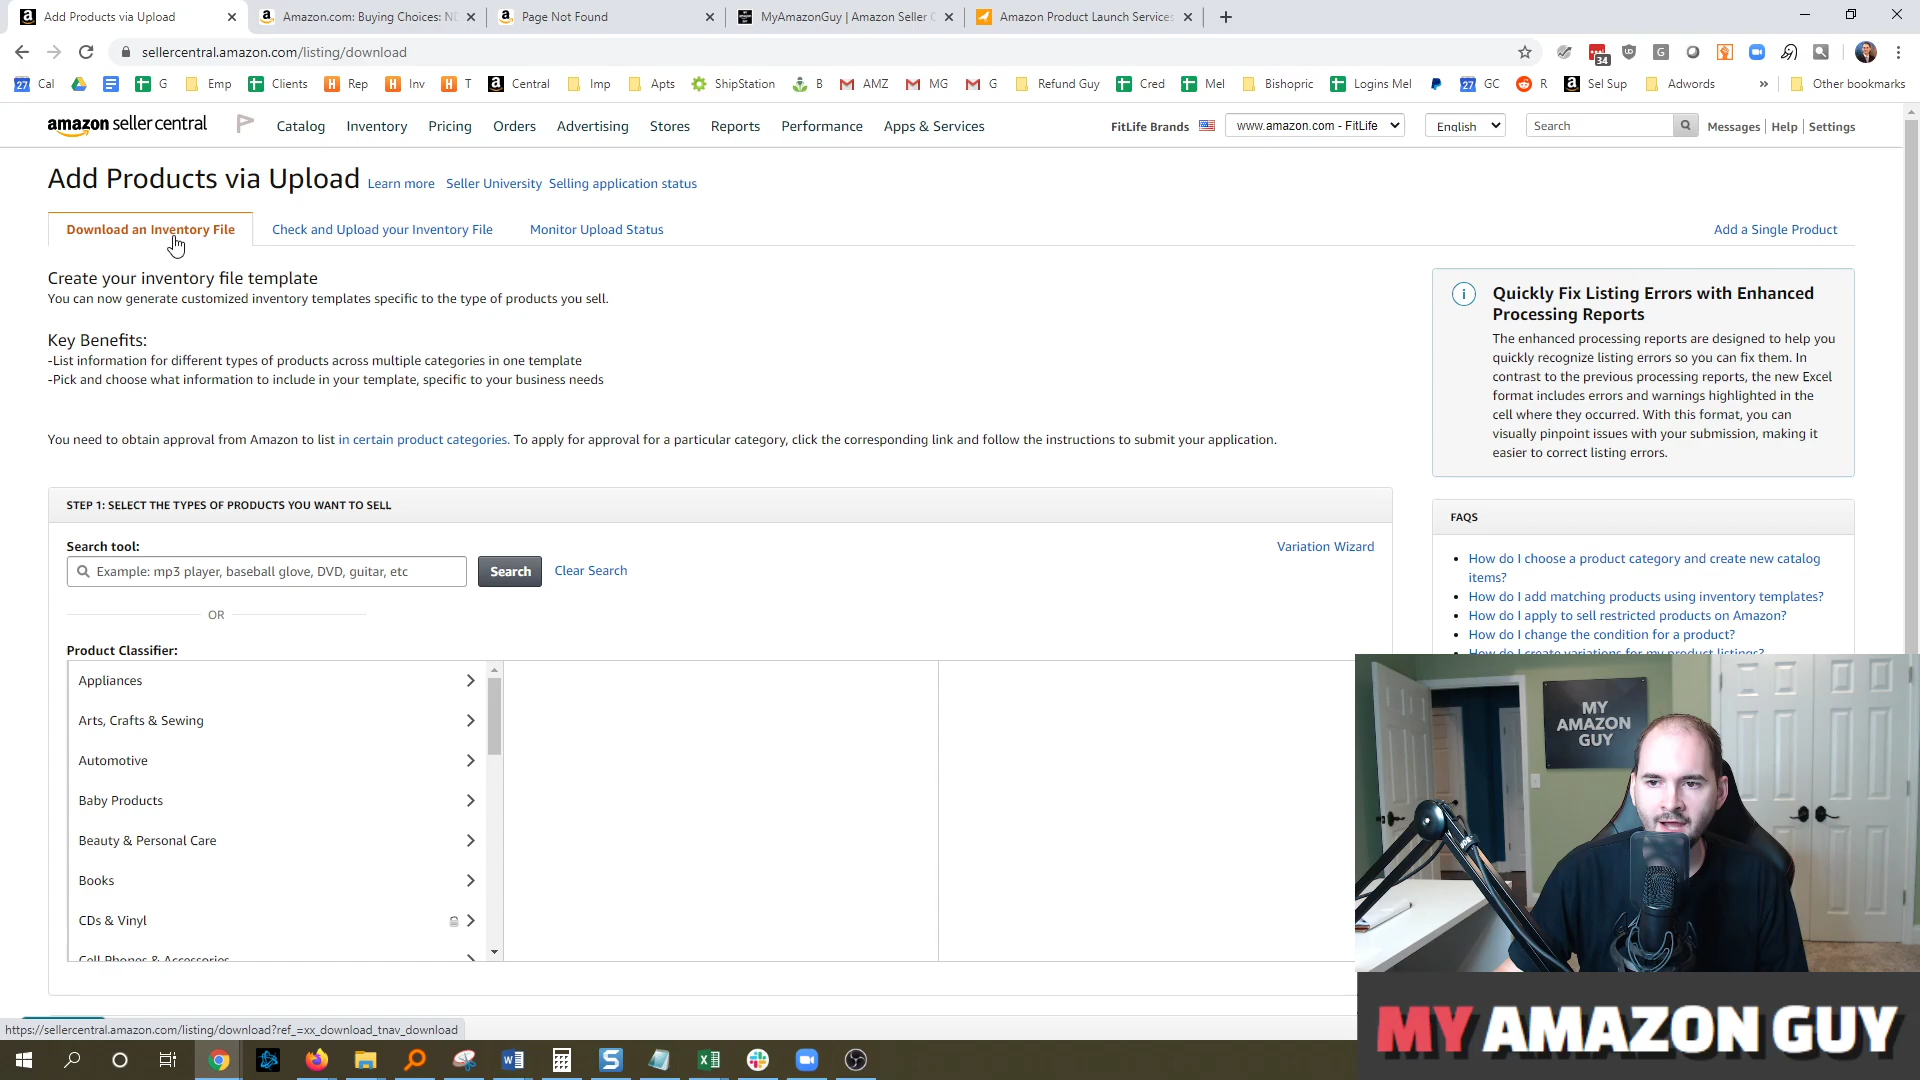 Add Products via Upload
Amazon.com: Buying Choices: NO
Page Not Found
MyAmazonGuy | Amazon Seller C
Amazon Product Launch Services
sellercentral.amazon.com/listing/download
34
27 Cal
G
Emp
Clients
H Rep
H Inv
H T
Central
Imp
Apts
ShipStation
B
AMZ
MG
G
Refund Guy
Cred
Mel
Bishopric
Logins Mel
27 GC
R
Sel Sup
Adwords
»
Other bookmarks
amazon seller central
Catalog
Inventory
Pricing
Orders
Advertising
Stores
Reports
Performance
Apps & Services
FitLife Brands
www.amazon.com - FitLife
English
Search
Messages | Help | Settings
Add Products via Upload
Learn more
Seller University
Selling application status
Download an Inventory File
Check and Upload your Inventory File
Monitor Upload Status
Add a Single Product
Create your inventory file template
You can now generate customized inventory templates specific to the type of products you sell.
Key Benefits:
-List information for different types of products across multiple categories in one template
-Pick and choose what information to include in your template, specific to your business needs
You need to obtain approval from Amazon to list in certain product categories. To apply for approval for a particular category, click the corresponding link and follow the instructions to submit your application.
Quickly Fix Listing Errors with Enhanced
Processing Reports
The enhanced processing reports are designed to help you
quickly recognize listing errors so you can fix them. In
contrast to the previous processing reports, the new Excel
format includes errors and warnings highlighted in the
cell where they occurred. With this format, you can
visually pinpoint issues with your submission, making it
easier to correct listing errors.
STEP 1: SELECT THE TYPES OF PRODUCTS YOU WANT TO SELL
Search tool:
Example: mp3 player, baseball glove, DVD, guitar, etc
Search
Clear Search
Variation Wizard
OR
Product Classifier:
Appliances
Arts, Crafts & Sewing
Automotive
Baby Products
Beauty & Personal Care
Books
CDs & Vinyl
Cell Phones & Accessories
FAQS
How do I choose a product category and create new catalog
items?
How do I add matching products using inventory templates?
How do I apply to sell restricted products on Amazon?
How do I change the condition for a product?
How do I create variations for my product listings?
MY
AMAZON
GUY
https://sellercentral.amazon.com/listing/download?ref_=xx_download_tnav_download
MY AMAZON GUY